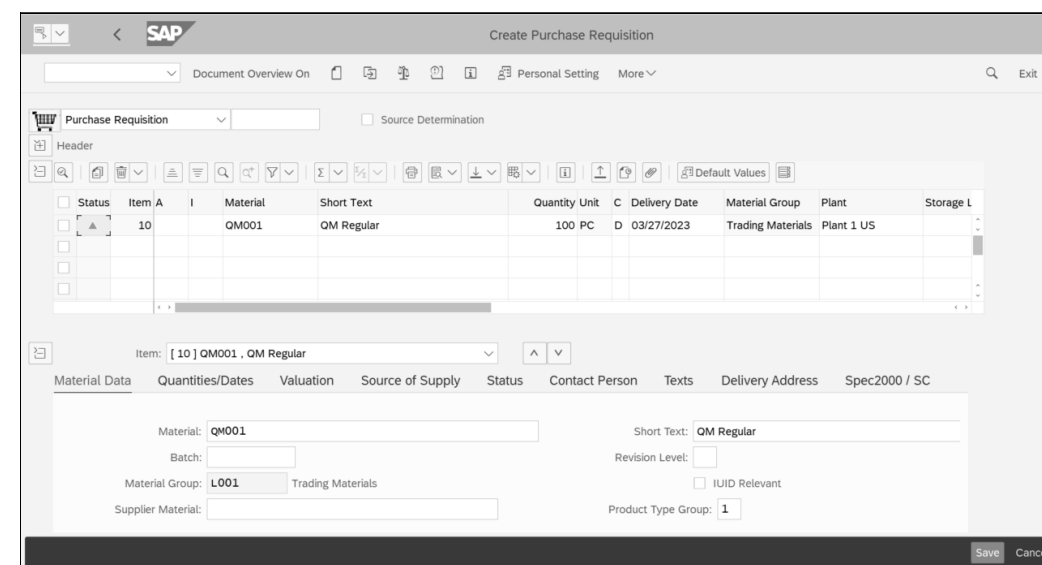 SAP Create Purchase Requisition
Document Overview On Personal Setting More Exit
Purchase Requisition Source Determination
Header
Default Values
Status Item A I Material Short Text Quantity Unit C Delivery Date Material Group Plant Storage L
10 QM001 QM Regular 100 PC D 03/27/2023 Trading Materials Plant 1 US
Item: [ 10 ] QM001 , QM Regular
Material Data Quantities/Dates Valuation Source of Supply Status Contact Person Texts Delivery Address Spec2000 / SC
Material: QM001 Short Text: QM Regular
Batch: Revision Level:
Material Group: L001 Trading Materials IUID Relevant
Supplier Material: Product Type Group: 1
Save Cance